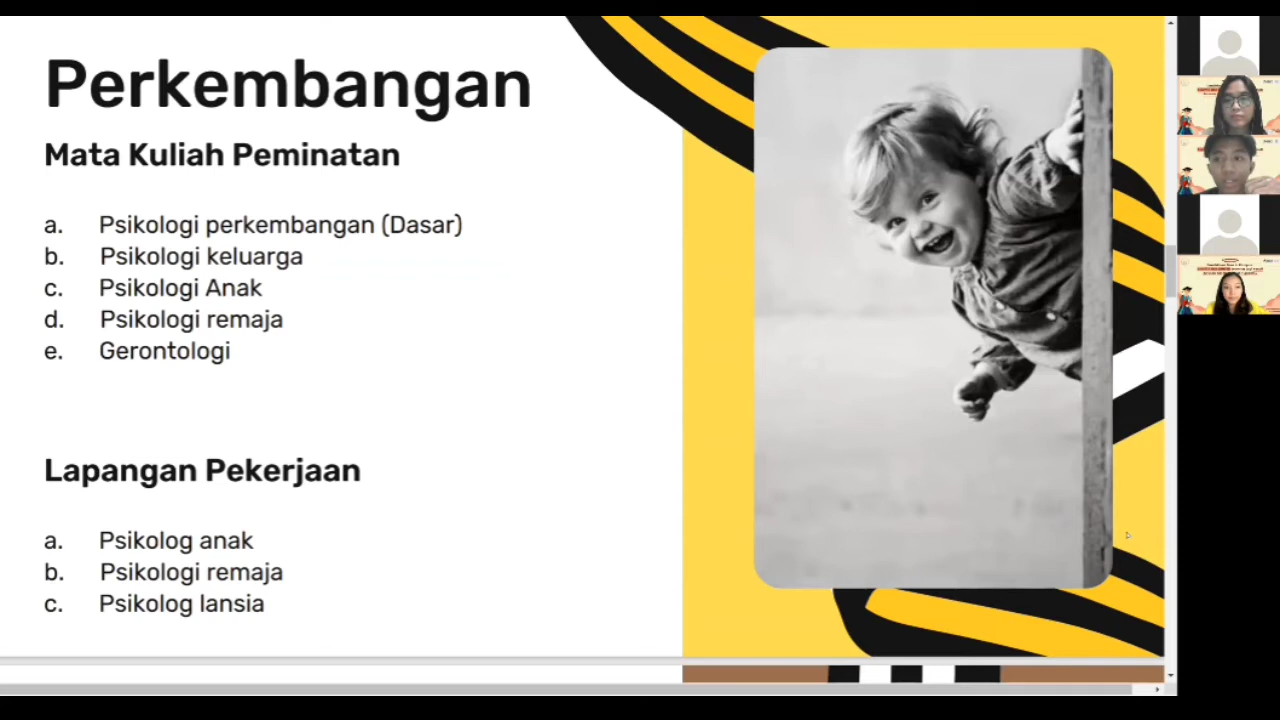 Perkembangan
Mata Kuliah Peminatan
a. Psikologi perkembangan (Dasar)
b. Psikologi keluarga
c. Psikologi Anak
d. Psikologi remaja
e. Gerontologi
Lapangan Pekerjaan
a. Psikolog anak
b. Psikologi remaja
c. Psikolog lansia